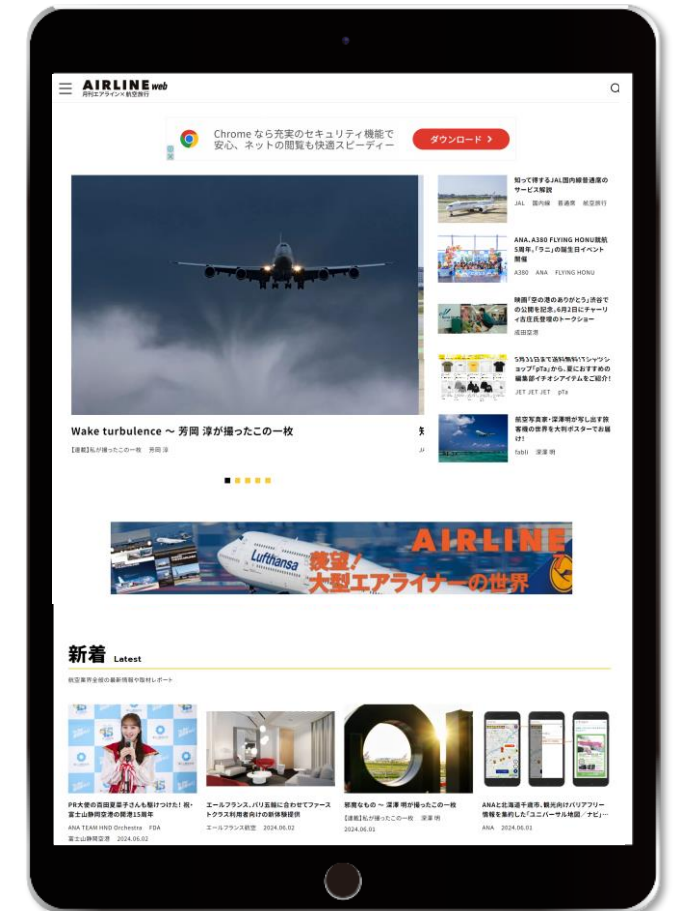 AIRLINE web
月刊エアライン×航空旅行
Chrome なら充実のセキュリティ機能で
安心、ネットの閲覧も快適スピーディー
ダウンロード
Wake turbulence ～ 芳岡 淳が撮ったこの一枚
【連載】私が撮ったこの一枚 芳岡 淳
知って得するJAL国内線普通席の
サービス解説
JAL 国内線 普通席 航空旅行
ANA、A380 FLYING HONU就航
5周年。「ラニ」の誕生日イベント
開催
A380 ANA FLYING HONU
映画「空の港のありがとう」渋谷で
の公開を記念。6月2日にチャーリ
ィ古庄氏登壇のトークショー
成田空港
5月31日まで送料無料!Tシャツシ
ョップ「pTa」から、夏におすすめの
編集部イチオシアイテムをご紹介!
JET JET JET pTa
航空写真家・深澤明が写し出す旅
客機の世界を大判ポスターでお届
け!
fabli 深澤 明
AIRLINE
Lufthansa
羨望!
大型エアライナーの世界
新着 Latest
航空業界全般の最新情報や取材レポート
PR大使の百田夏菜子さんも駆けつけた! 祝・
富士山静岡空港の開港15周年
ANA TEAM HND Orchestra FDA
富士山静岡空港 2024.06.02
エールフランス、パリ五輪に合わせてファース
トクラス利用者向けの新体験提供
エールフランス航空 2024.06.02
邪魔なもの ～ 深澤 明が撮ったこの一枚
【連載】私が撮ったこの一枚 深澤 明
2024.06.01
ANAと北海道千歳市、観光向けバリアフリー
情報を集約した「ユニバーサル地図／ナビ」…
ANA 2024.06.01